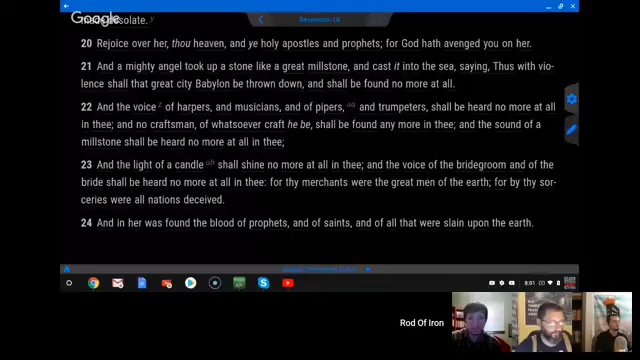 made desolate. y
Google
Revelation 18
20 Rejoice over her, thou heaven, and ye holy apostles and prophets; for God hath avenged you on her.
21 And a mighty angel took up a stone like a great millstone, and cast it into the sea, saying, Thus with vio-
lence shall that great city Babylon be thrown down, and shall be found no more at all.
22 And the voice z of harpers, and musicians, and of pipers, aa and trumpeters, shall be heard no more at all
in thee; and no craftsman, of whatsoever craft he be, shall be found any more in thee; and the sound of a
millstone shall be heard no more at all in thee;
23 And the light of a candle ab shall shine no more at all in thee; and the voice of the bridegroom and of the
bride shall be heard no more at all in thee: for thy merchants were the great men of the earth; for by thy sor-
ceries were all nations deceived.
24 And in her was found the blood of prophets, and of saints, and of all that were slain upon the earth.
8:01
Rod Of Iron